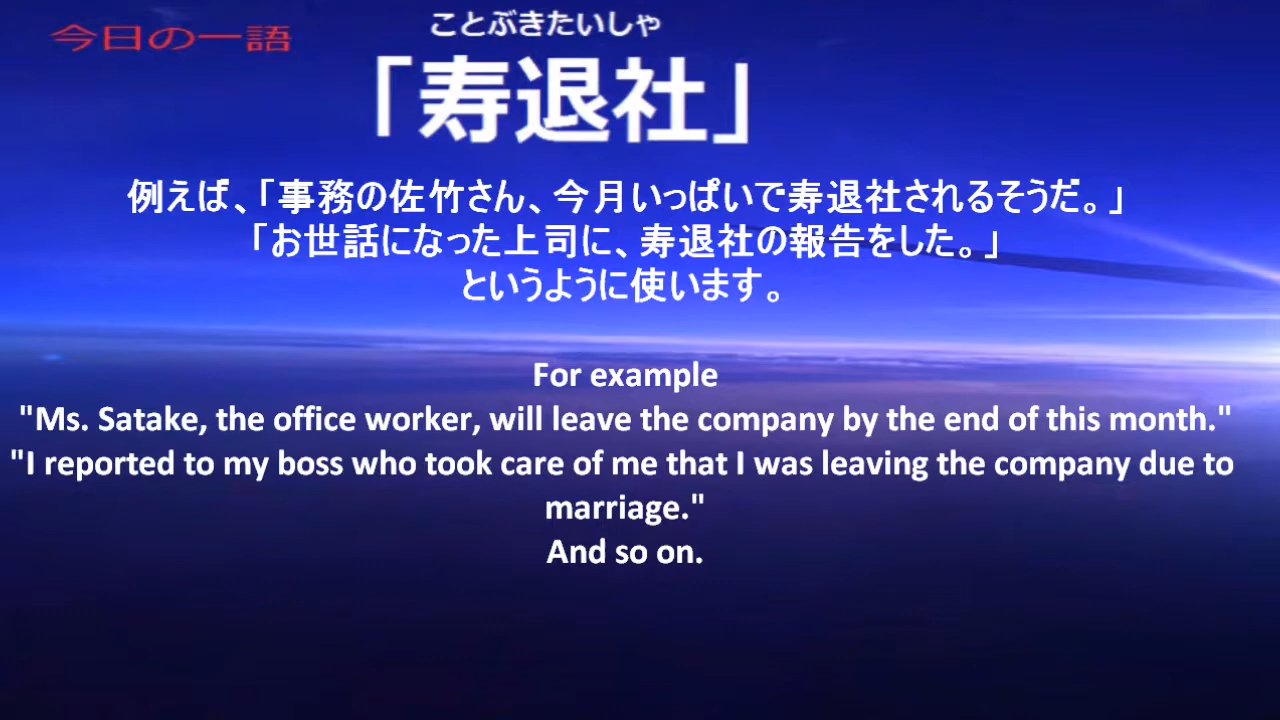 今日の一語
ことぶきたいしゃ
「寿退社」
例えば、「事務の佐竹さん、今月いっぱいで寿退社されるそうだ。」
「お世話になった上司に、寿退社の報告をした。」
というように使います。
For example
"Ms. Satake, the office worker, will leave the company by the end of this month."
"I reported to my boss who took care of me that I was leaving the company due to
marriage."
And so on.